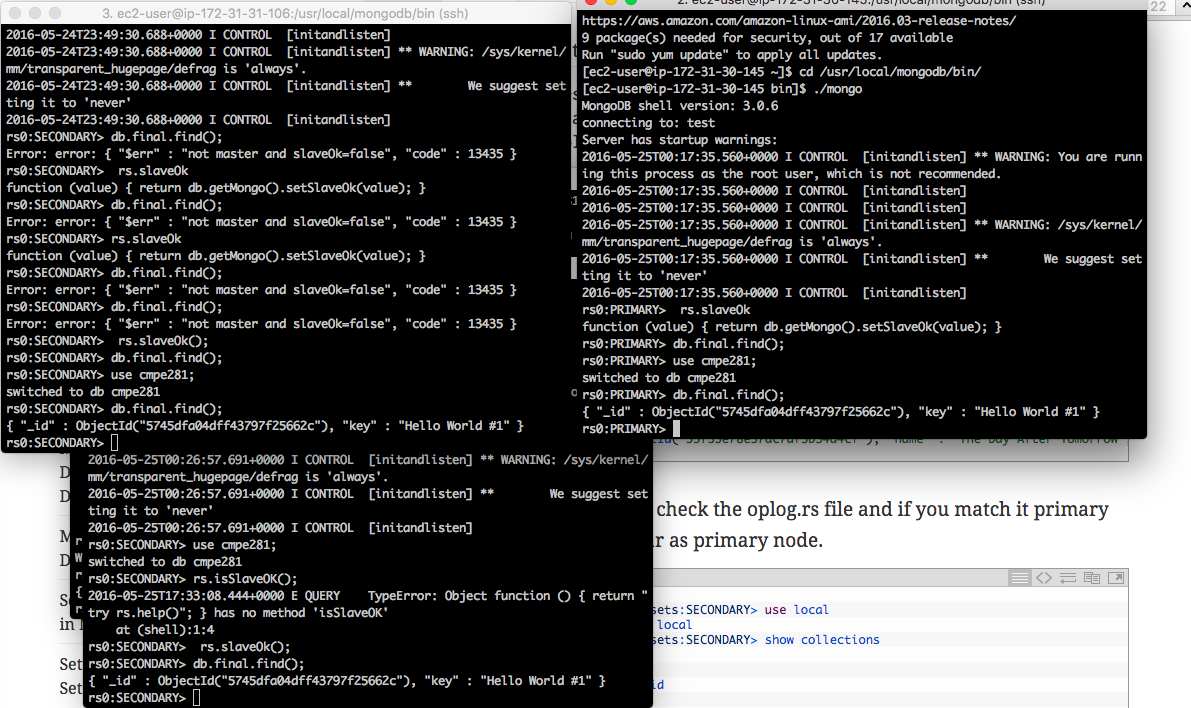 3. ec2-user@ip-172-31-31-106:/usr/local/mongodb/bin (ssh)
2016-05-24T23:49:30.688+0000 I CONTROL  [initandlisten]
2016-05-24T23:49:30.688+0000 I CONTROL  [initandlisten] ** WARNING: /sys/kernel/
mm/transparent_hugepage/defrag is 'always'.
2016-05-24T23:49:30.688+0000 I CONTROL  [initandlisten] **        We suggest set
ting it to 'never'
2016-05-24T23:49:30.688+0000 I CONTROL  [initandlisten]
rs0:SECONDARY> db.final.find();
Error: error: { "$err" : "not master and slaveOk=false", "code" : 13435 }
rs0:SECONDARY>  rs.slaveOk
function (value) { return db.getMongo().setSlaveOk(value); }
rs0:SECONDARY> db.final.find();
Error: error: { "$err" : "not master and slaveOk=false", "code" : 13435 }
rs0:SECONDARY> rs.slaveOk
function (value) { return db.getMongo().setSlaveOk(value); }
rs0:SECONDARY> db.final.find();
Error: error: { "$err" : "not master and slaveOk=false", "code" : 13435 }
rs0:SECONDARY> db.final.find();
Error: error: { "$err" : "not master and slaveOk=false", "code" : 13435 }
rs0:SECONDARY>  rs.slaveOk();
rs0:SECONDARY> db.final.find();
rs0:SECONDARY> use cmpe281;
switched to db cmpe281
rs0:SECONDARY> db.final.find();
{ "_id" : ObjectId("5745dfa04dff43797f25662c"), "key" : "Hello World #1" }
rs0:SECONDARY>
22
https://aws.amazon.com/amazon-linux-ami/2016.03-release-notes/
9 package(s) needed for security, out of 17 available
Run "sudo yum update" to apply all updates.
[ec2-user@ip-172-31-30-145 ~]$ cd /usr/local/mongodb/bin/
[ec2-user@ip-172-31-30-145 bin]$ ./mongo
MongoDB shell version: 3.0.6
connecting to: test
Server has startup warnings:
2016-05-25T00:17:35.560+0000 I CONTROL  [initandlisten] ** WARNING: You are runn
ing this process as the root user, which is not recommended.
2016-05-25T00:17:35.560+0000 I CONTROL  [initandlisten]
2016-05-25T00:17:35.560+0000 I CONTROL  [initandlisten]
2016-05-25T00:17:35.560+0000 I CONTROL  [initandlisten] ** WARNING: /sys/kernel/
mm/transparent_hugepage/defrag is 'always'.
2016-05-25T00:17:35.560+0000 I CONTROL  [initandlisten] **        We suggest set
ting it to 'never'
2016-05-25T00:17:35.560+0000 I CONTROL  [initandlisten]
rs0:PRIMARY>  rs.slaveOk
function (value) { return db.getMongo().setSlaveOk(value); }
rs0:PRIMARY> db.final.find();
rs0:PRIMARY> use cmpe281;
switched to db cmpe281
rs0:PRIMARY> db.final.find();
{ "_id" : ObjectId("5745dfa04dff43797f25662c"), "key" : "Hello World #1" }
rs0:PRIMARY>
2016-05-25T00:26:57.691+0000 I CONTROL  [initandlisten] ** WARNING: /sys/kernel/
mm/transparent_hugepage/defrag is 'always'.
2016-05-25T00:26:57.691+0000 I CONTROL  [initandlisten] **        We suggest set
ting it to 'never'
2016-05-25T00:26:57.691+0000 I CONTROL  [initandlisten]
rs0:SECONDARY> use cmpe281;
switched to db cmpe281
rs0:SECONDARY> rs.isSlaveOK();
2016-05-25T17:33:08.444+0000 E QUERY    TypeError: Object function () { return "
try rs.help()"; } has no method 'isSlaveOK'
    at (shell):1:4
rs0:SECONDARY>  rs.slaveOk();
rs0:SECONDARY> db.final.find();
{ "_id" : ObjectId("5745dfa04dff43797f25662c"), "key" : "Hello World #1" }
rs0:SECONDARY>
check the oplog.rs file and if you match it primary
as primary node.
sets:SECONDARY> use local
local
sets:SECONDARY> show collections
id
in
Set
Set